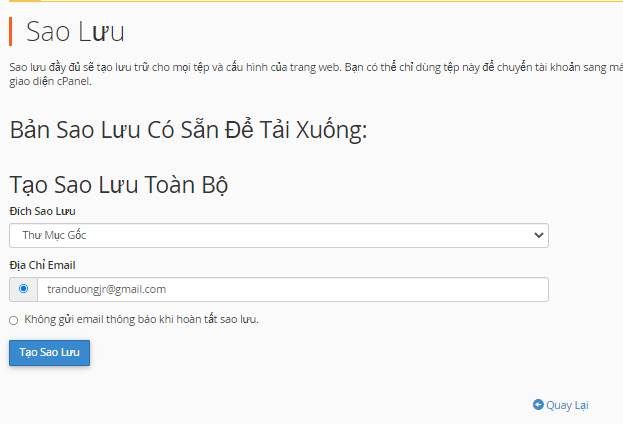 Sao Lưu
Sao lưu đầy đủ sẽ tạo lưu trữ cho mọi tệp và cấu hình của trang web. Bạn có thể chỉ dùng tệp này để chuyển tài khoản sang
giao diện cPanel.
Bản Sao Lưu Có Sẵn Để Tải Xuống:
Tạo Sao Lưu Toàn Bộ
Đích Sao Lưu
Thư Mục Gốc
Địa Chỉ Email
tranduongjr@gmail.com
Không gửi email thông báo khi hoàn tất sao lưu.
Tạo Sao Lưu
Quay Lại